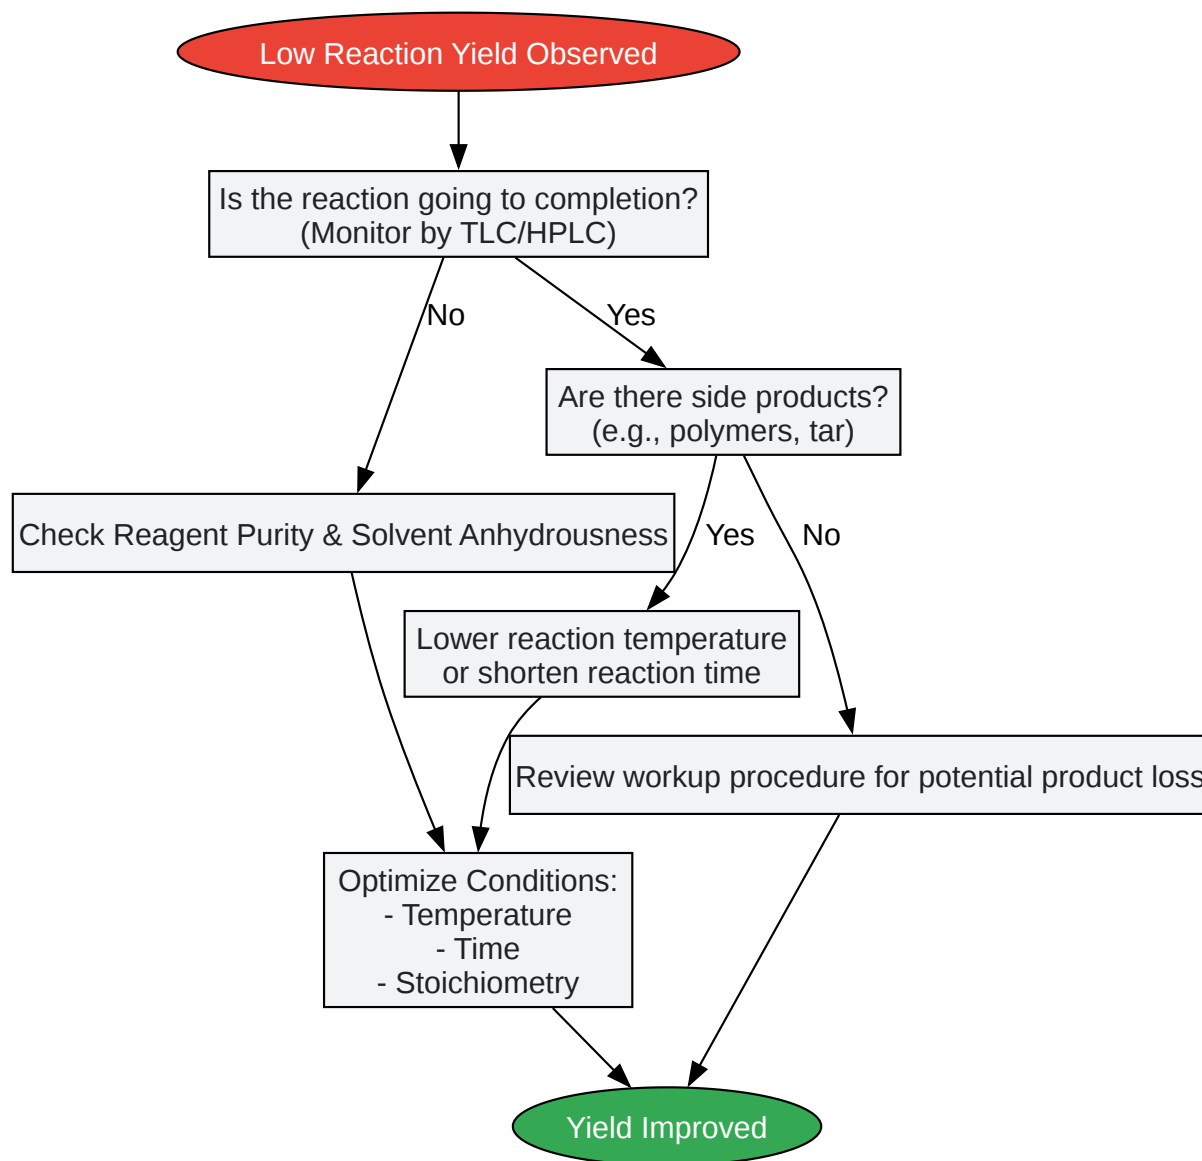 Low Reaction Yield Observed
Is the reaction going to completion?
(Monitor by TLC/HPLC)
No
Yes
Are there side products?
(e.g., polymers, tar)
Check Reagent Purity & Solvent Anhydrousness
Yes
No
Lower reaction temperature
or shorten reaction time
Review workup procedure for potential product loss
Optimize Conditions:
- Temperature
- Time
- Stoichiometry
Yield Improved